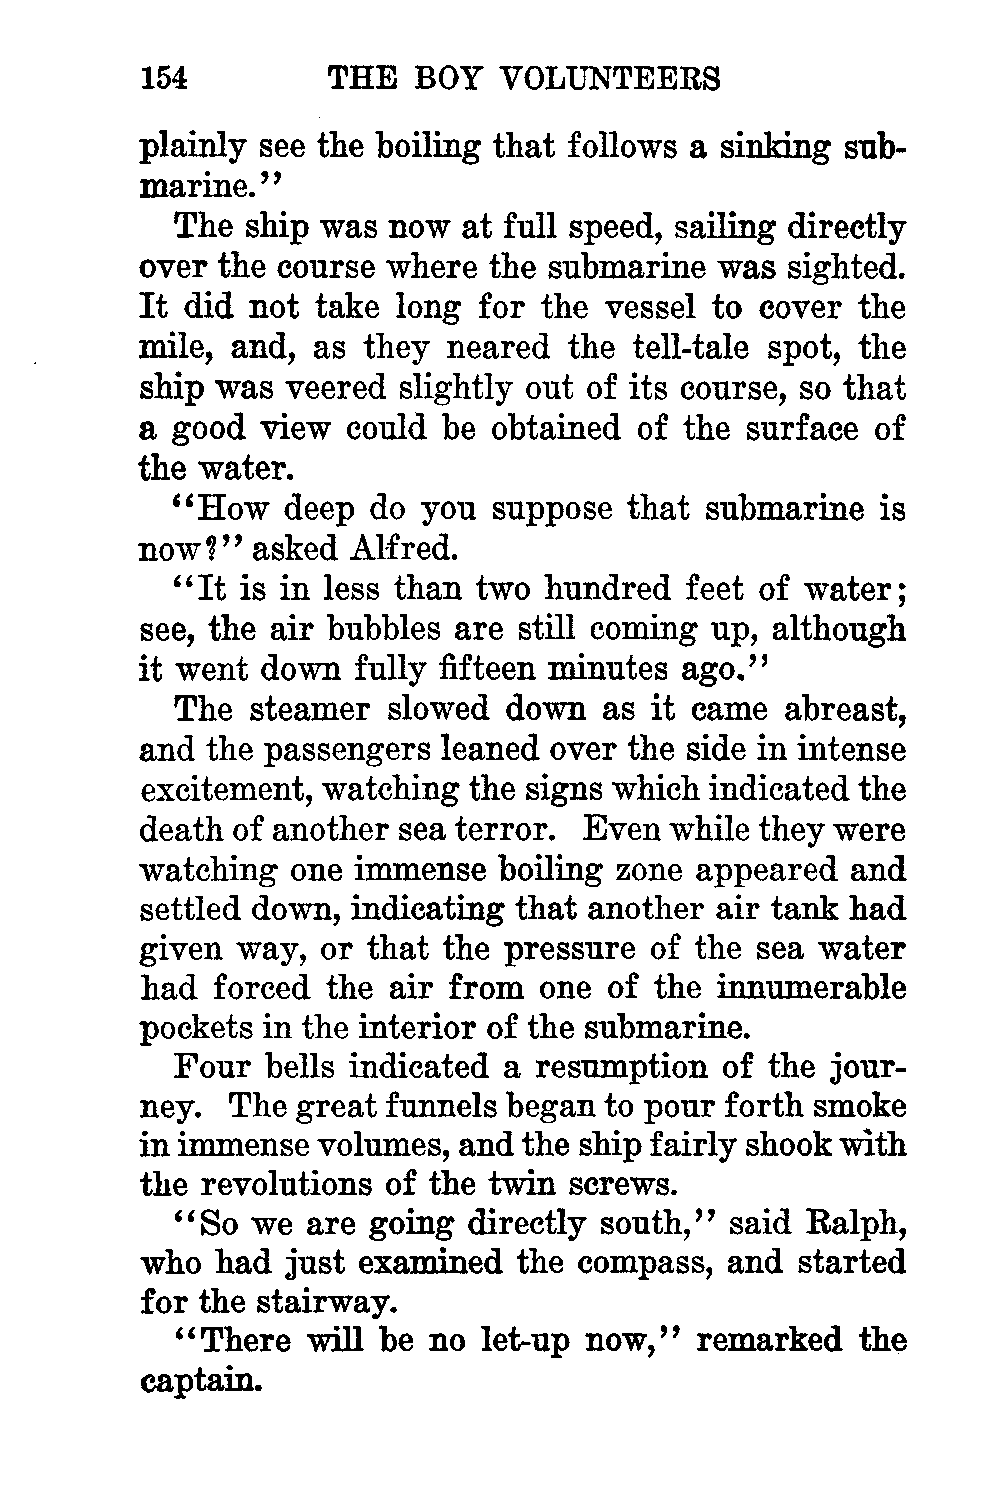 154 THE BOY VOLUNTEERS
plainly see the boiling that follows a sinking sub-
marine."
The ship was now at full speed, sailing directly
over the course where the submarine was sighted.
It did not take long for the vessel to cover the
mile, and, as they neared the tell-tale spot, the
ship was veered slightly out of its course, so that
a good view could be obtained of the surface of
the water.
"How deep do you suppose that submarine is
now?" asked Alfred.
"It is in less than two hundred feet of water;
see, the air bubbles are still coming up, although
it went down fully fifteen minutes ago."
The steamer slowed down as it came abreast,
and the passengers leaned over the side in intense
excitement, watching the signs which indicated the
death of another sea terror. Even while they were
watching one immense boiling zone appeared and
settled down, indicating that another air tank had
given way, or that the pressure of the sea water
had forced the air from one of the innumerable
pockets in the interior of the submarine.
Four bells indicated a resumption of the jour-
ney. The great funnels began to pour forth smoke
in immense volumes, and the ship fairly shook with
the revolutions of the twin screws.
"So we are going directly south," said Ralph,
who had just examined the compass, and started
for the stairway.
"There will be no let-up now," remarked the
captain.